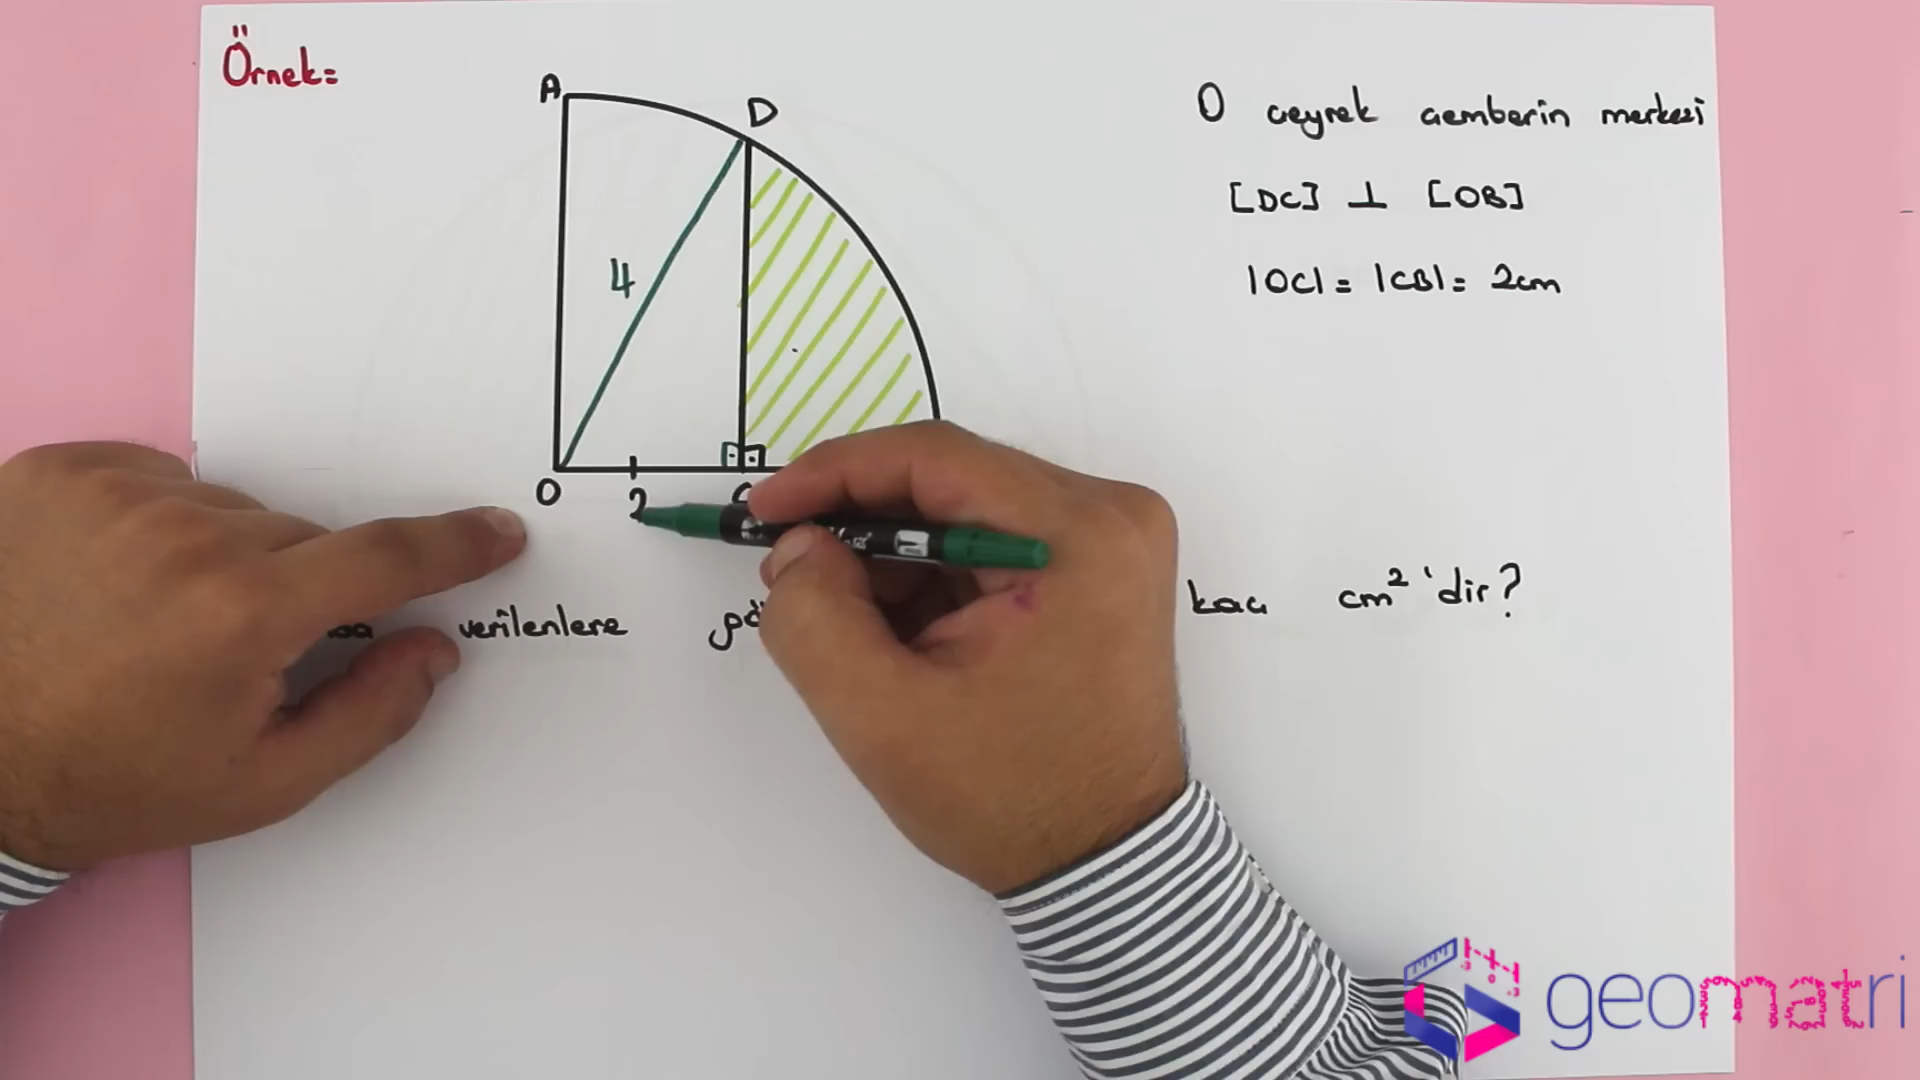 Örnek=
A
D
O çeyrek çemberin merkezi
[DC] ⊥ [OB]
|OC| = |CB| = 2cm
4
O
2
C
verilenlere
kaç cm² 'dir?
geomatri